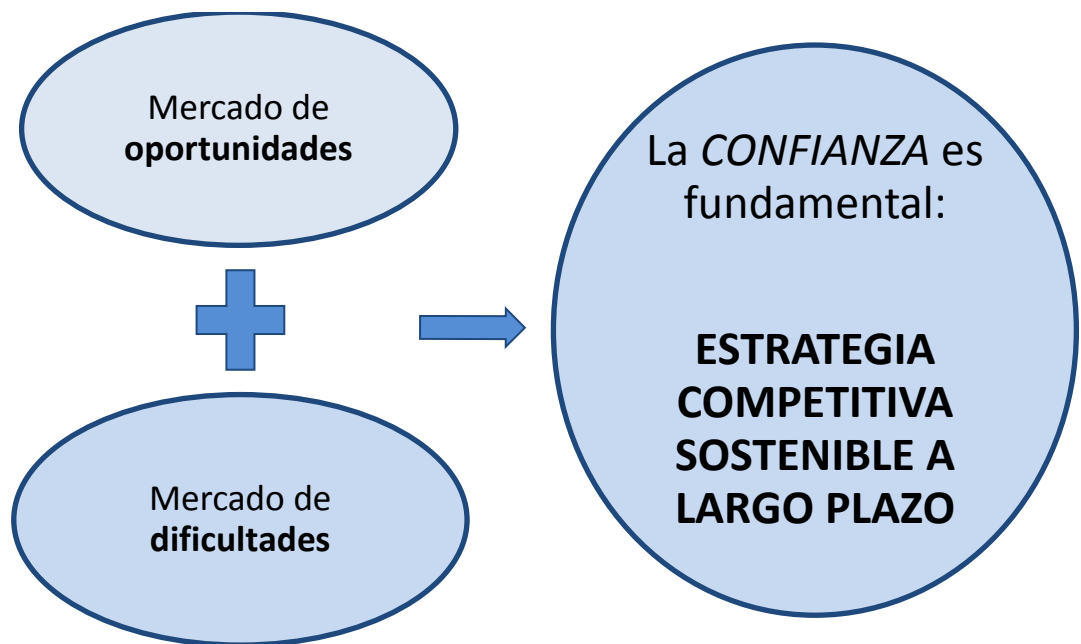 Mercado de
oportunidades
Mercado de
dificultades
La CONFIANZA es
fundamental:
ESTRATEGIA
COMPETITIVA
SOSTENIBLE A
LARGO PLAZO